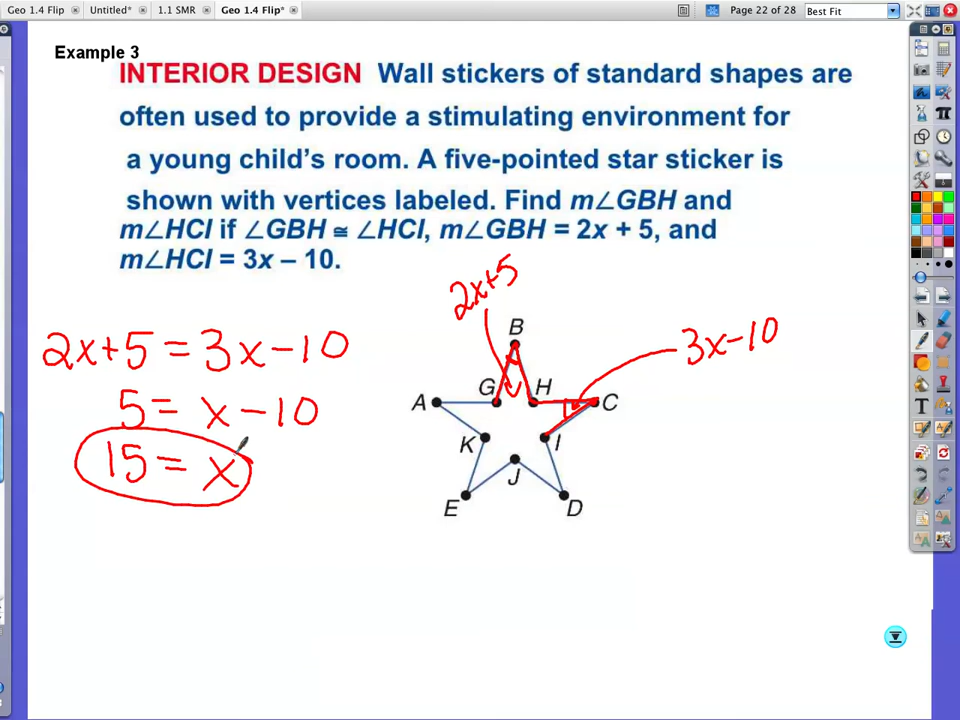 Geo 1.4 Flip Untitled* 1.1 SMR Geo 1.4 Flip* Page 22 of 28 Best Fit
Example 3
INTERIOR DESIGN Wall stickers of standard shapes are
often used to provide a stimulating environment for
a young child's room. A five-pointed star sticker is
shown with vertices labeled. Find m∠GBH and
m∠HCI if ∠GBH ≅ ∠HCI, m∠GBH = 2x + 5, and
m∠HCI = 3x – 10.
2x+5
B
2x+5 = 3x-10
3x-10
G H
A C
5 = x - 10
K I
15 = x
J
E D